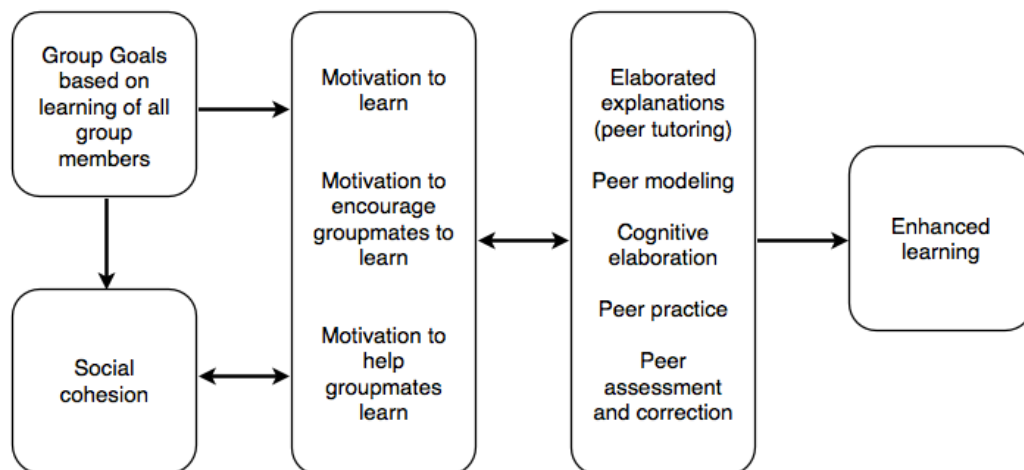 Group Goals
based on
learning of all
group
members
Social
cohesion
Motivation to
learn
Motivation to
encourage
groupmates to
learn
Motivation to
help
groupmates
learn
Elaborated
explanations
(peer tutoring)
Peer modeling
Cognitive
elaboration
Peer practice
Peer
assessment
and correction
Enhanced
learning